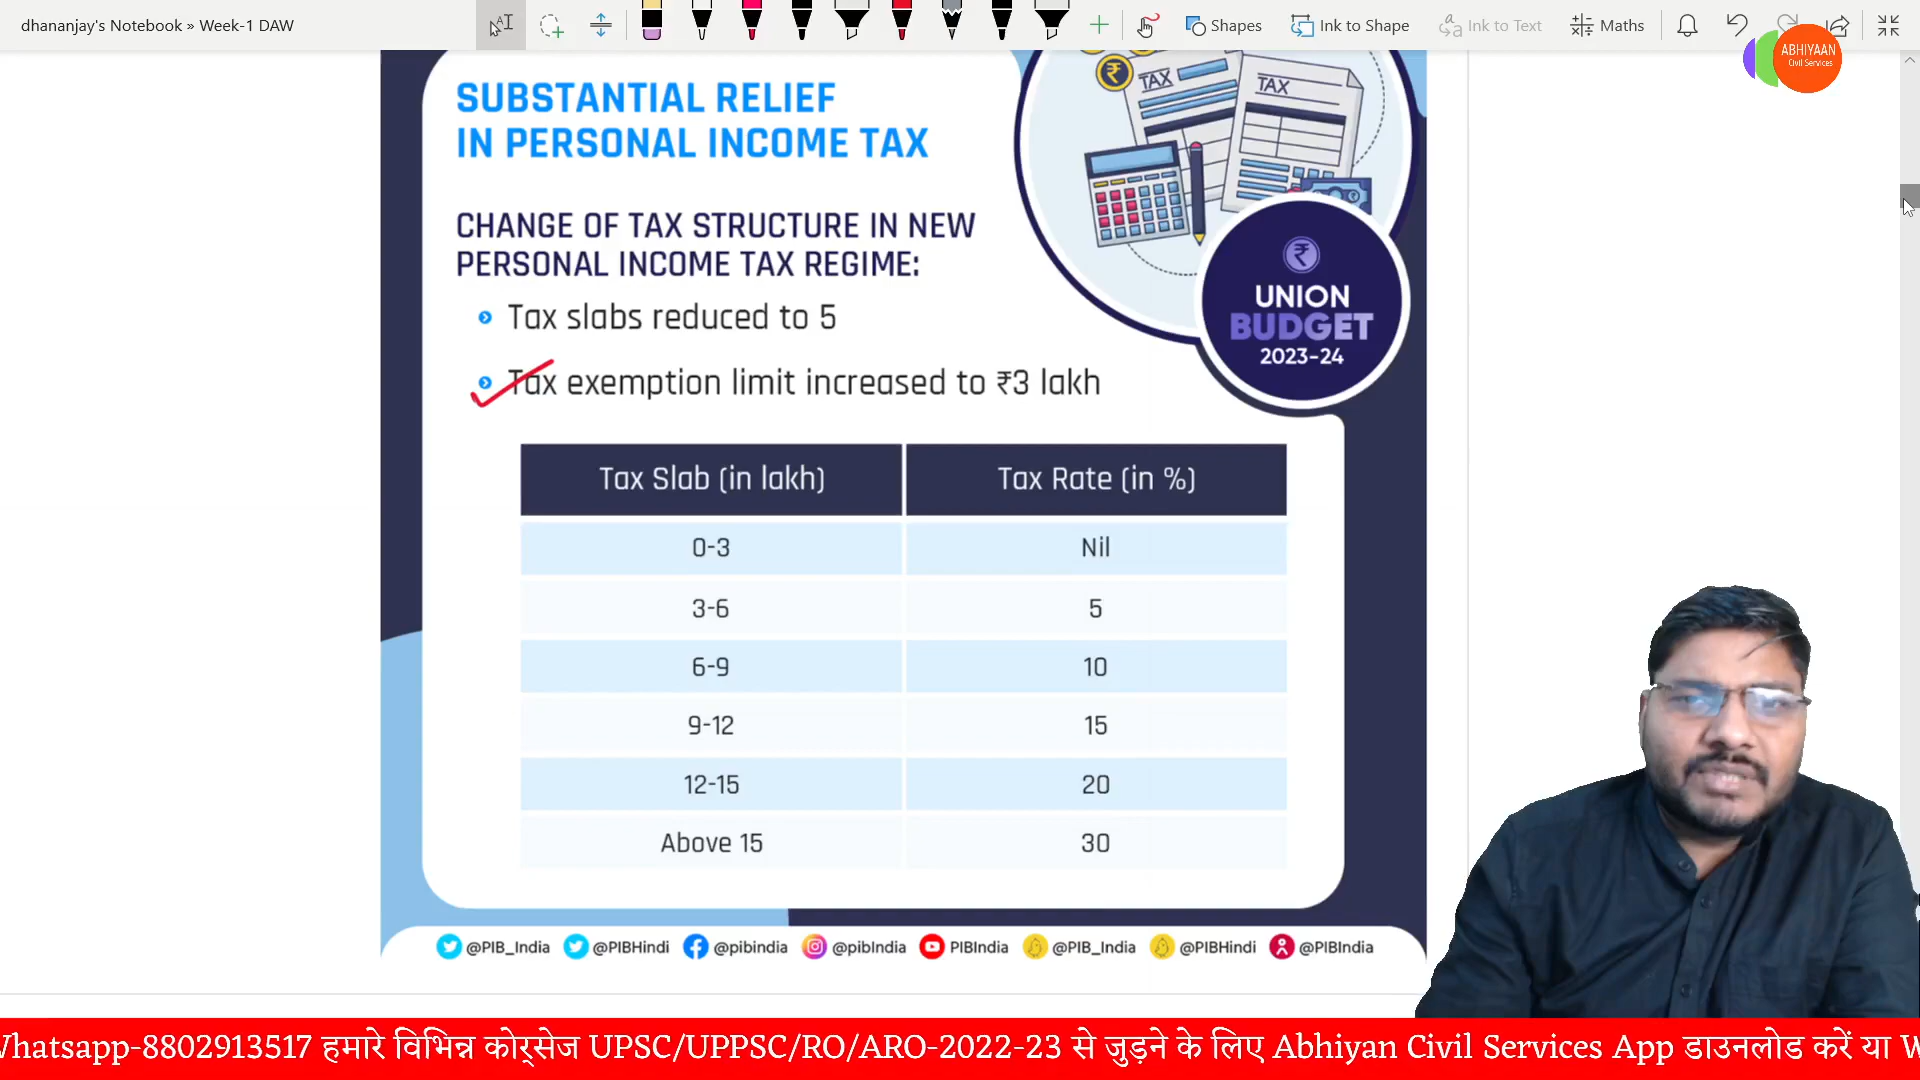 dhananjay's Notebook » Week-1 DAW
Shapes
Ink to Shape
Ink to Text
Maths
ABHIYAAN
Civil Services
SUBSTANTIAL RELIEF
IN PERSONAL INCOME TAX
TAX
TAX
CHANGE OF TAX STRUCTURE IN NEW
PERSONAL INCOME TAX REGIME:
Tax slabs reduced to 5
Tax exemption limit increased to ₹3 lakh
₹
UNION
BUDGET
2023-24
Tax Slab (in lakh) Tax Rate (in %)
0-3 Nil
3-6 5
6-9 10
9-12 15
12-15 20
Above 15 30
@PIB_India @PIBHindi @pibindia @pibIndia PIBIndia @PIB_India @PIBHindi @PIBIndia
Whatsapp-8802913517 हमारे विभिन्न कोर्सेज UPSC/UPPSC/RO/ARO-2022-23 से जुड़ने के लिए Abhiyan Civil Services App डाउनलोड करें या